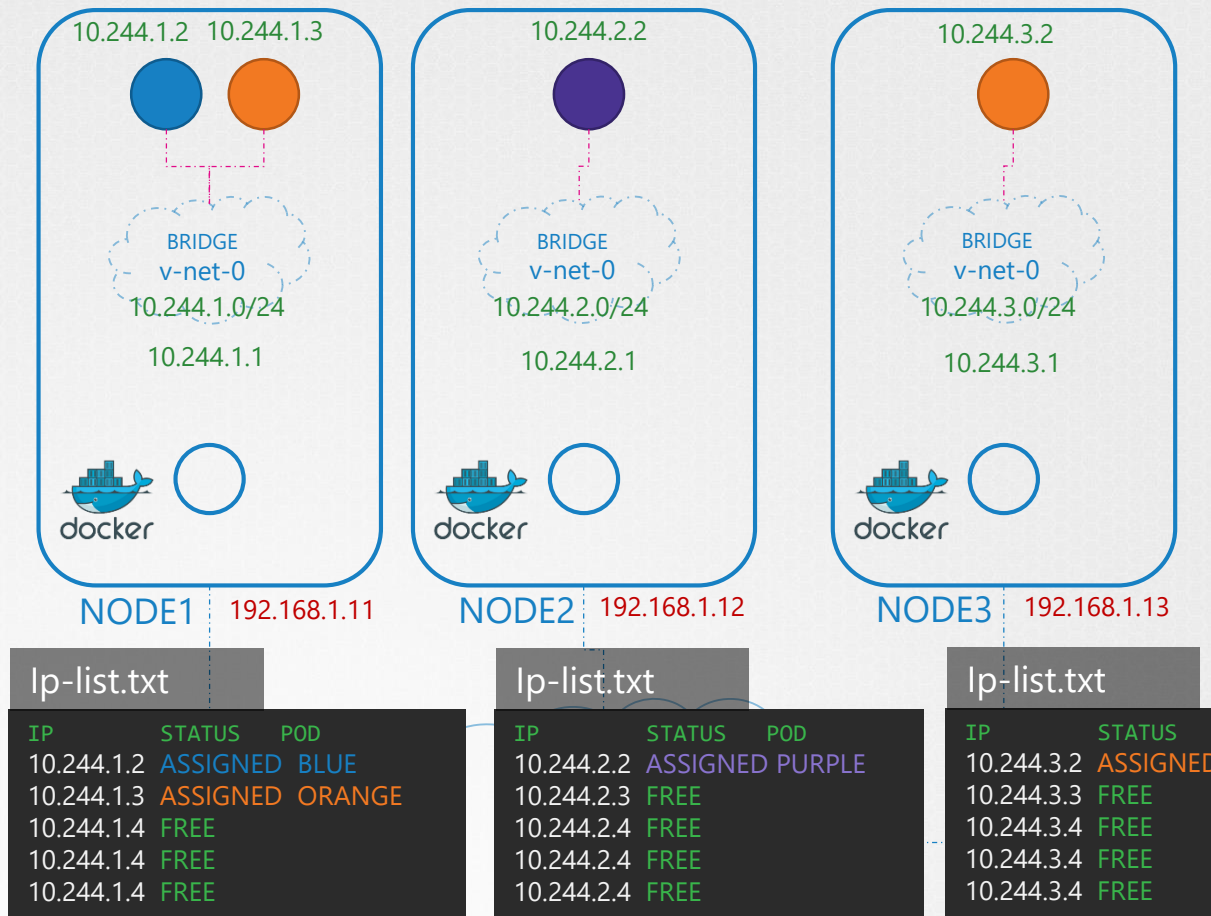 10.244.1.2 10.244.1.3
BRIDGE
v-net-0
10.244.1.0/24
10.244.1.1
docker
NODE1 192.168.1.11
10.244.2.2
BRIDGE
v-net-0
10.244.2.0/24
10.244.2.1
docker
NODE2 192.168.1.12
10.244.3.2
BRIDGE
v-net-0
10.244.3.0/24
10.244.3.1
docker
NODE3 192.168.1.13
Ip-list.txt
IP STATUS POD
10.244.1.2 ASSIGNED BLUE
10.244.1.3 ASSIGNED ORANGE
10.244.1.4 FREE
10.244.1.4 FREE
10.244.1.4 FREE
Ip-list.txt
IP STATUS POD
10.244.2.2 ASSIGNED PURPLE
10.244.2.3 FREE
10.244.2.4 FREE
10.244.2.4 FREE
10.244.2.4 FREE
Ip-list.txt
IP STATUS
10.244.3.2 ASSIGNED
10.244.3.3 FREE
10.244.3.4 FREE
10.244.3.4 FREE
10.244.3.4 FREE